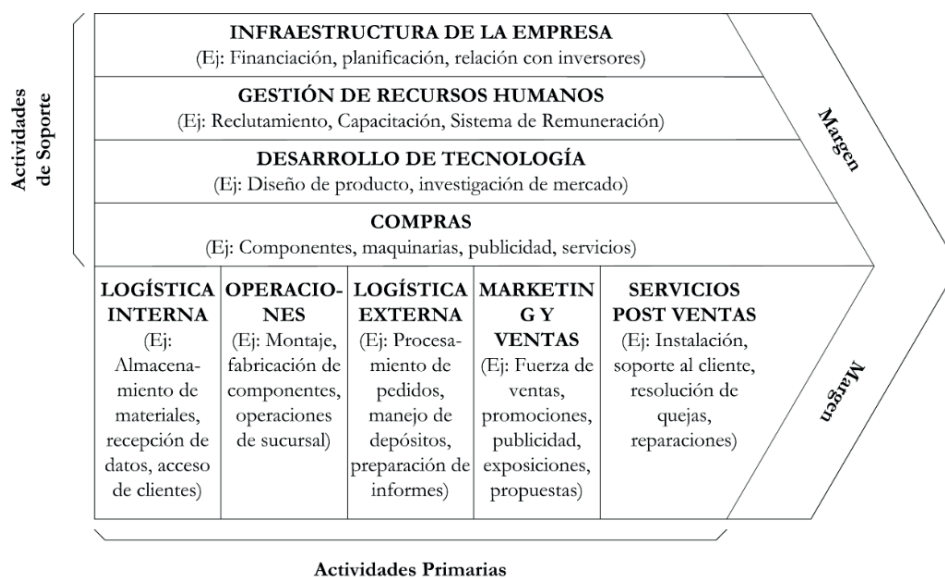 INFRAESTRUCTURA DE LA EMPRESA
(Ej: Financiación, planificación, relación con inversores)
GESTIÓN DE RECURSOS HUMANOS
(Ej: Reclutamiento, Capacitación, Sistema de Remuneración)
DESARROLLO DE TECNOLOGÍA
(Ej: Diseño de producto, investigación de mercado)
COMPRAS
(Ej: Componentes, maquinarias, publicidad, servicios)
Actividades
de Soporte
Margen
LOGÍSTICA
INTERNA
(Ej:
Almacena-
miento de
materiales,
recepción de
datos, acceso
de clientes)
OPERACIO-
NES
(Ej: Montaje,
fabricación de
componentes,
operaciones
de sucursal)
LOGÍSTICA
EXTERNA
(Ej: Procesa-
miento de
pedidos,
manejo de
depósitos,
preparación de
informes)
MARKETIN
G Y
VENTAS
(Ej: Fuerza de
ventas,
promociones,
publicidad,
exposiciones,
propuestas)
SERVICIOS
POST VENTAS
(Ej: Instalación,
soporte al cliente,
resolución de
quejas,
reparaciones)
Margen
Actividades Primarias